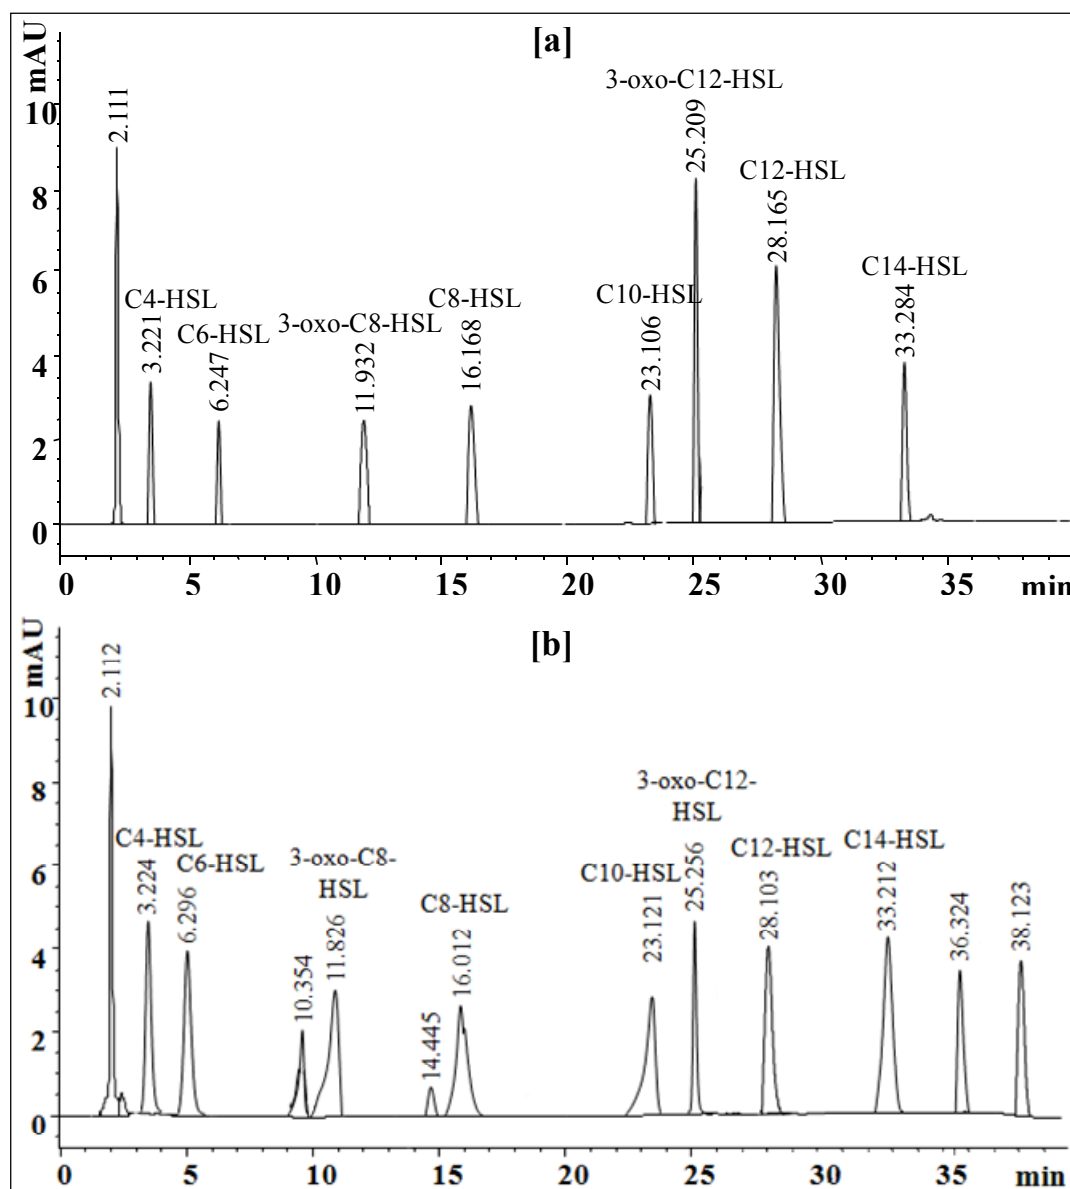 [a]
mAU
10
8
6
4
2
0
2.111
C4-HSL
3.221
C6-HSL
6.247
3-oxo-C8-HSL
11.932
C8-HSL
16.168
C10-HSL
23.106
3-oxo-C12-HSL
25.209
C12-HSL
28.165
C14-HSL
33.284
0 5 10 15 20 25 30 35 min
[b]
mAU
10
8
6
4
2
0
2.112
C4-HSL
3.224
C6-HSL
6.296
10.354
3-oxo-C8-
HSL
11.826
14.445
C8-HSL
16.012
C10-HSL
23.121
3-oxo-C12-
HSL
25.256
C12-HSL
28.103
C14-HSL
33.212
36.324
38.123
0 5 10 15 20 25 30 35 min